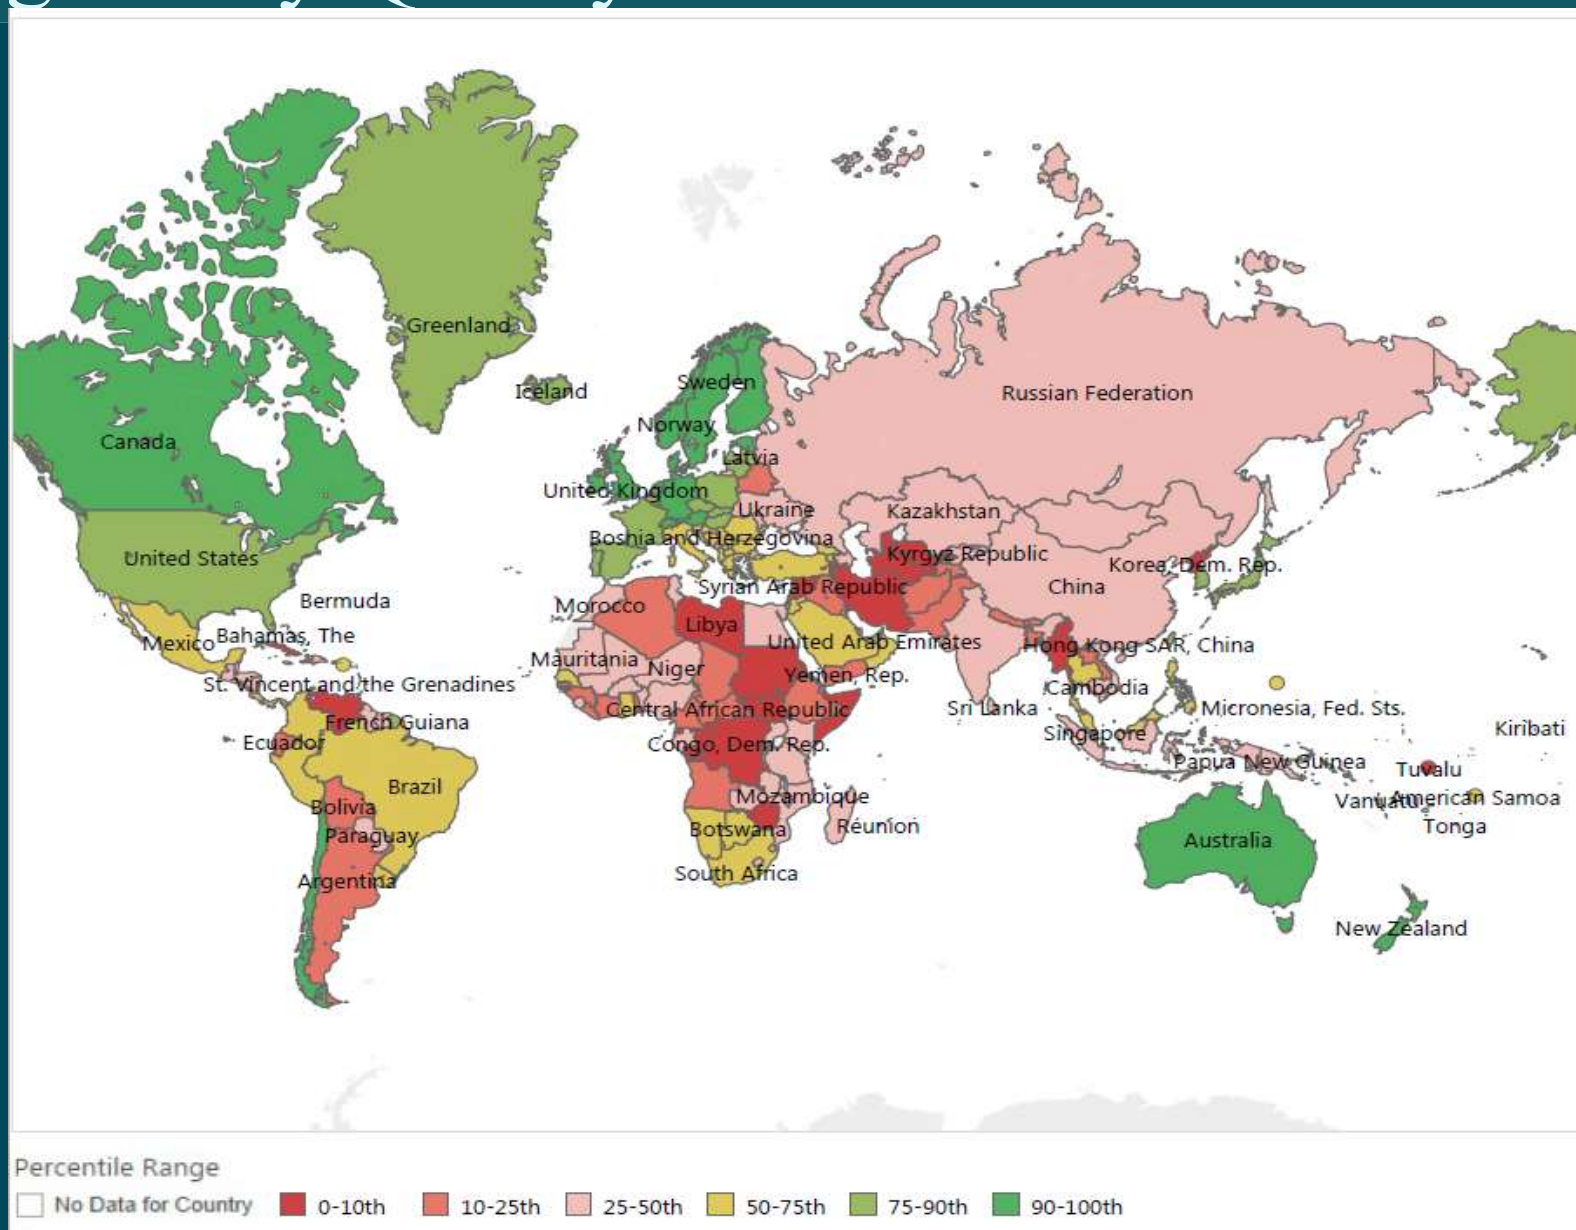 Greenland
Iceland
Sweden
Norway
Russian Federation
Canada
Latvia
United Kingdom
Ukraine
Kazakhstan
United States
Boshia and Herzegovina
Kyrgyz Republic
Korea, Dem. Rep.
Syrian Arab Republic
China
Bermuda
Morocco
Libya
Mexico
Bahamas, The
United Arab Emirates
Hong Kong SAR, China
Mauritania
Niger
Yemen, Rep.
St. Vincent and the Grenadines
Cambodia
Central African Republic
Sri Lanka
Micronesia, Fed. Sts.
French Guiana
Singapore
Kiribati
Ecuador
Congo, Dem. Rep.
Papua New Guinea
Tuvalu
Brazil
Mozambique
Vanuatu
American Samoa
Bolivia
Botswana
Réunion
Tonga
Paraguay
Australia
South Africa
Argentina
New Zealand
Percentile Range
No Data for Country
0-10th
10-25th
25-50th
50-75th
75-90th
90-100th